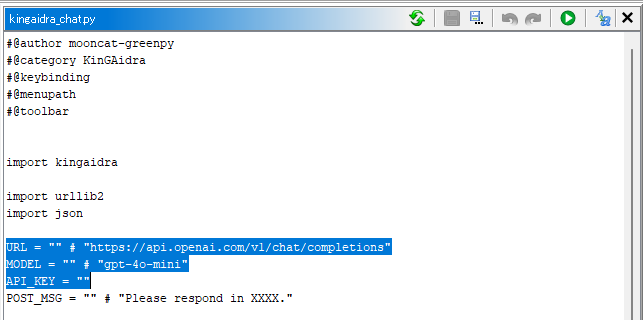 kingaidra_chat.py
#@author mooncat-greenpy
#@category KinGAidra
#@keybinding
#@menupath
#@toolbar
import kingaidra
import urllib2
import json
URL = "" # "https://api.openai.com/v1/chat/completions"
MODEL = "" # "gpt-4o-mini"
API_KEY = ""
POST_MSG = "" # "Please respond in XXXX."